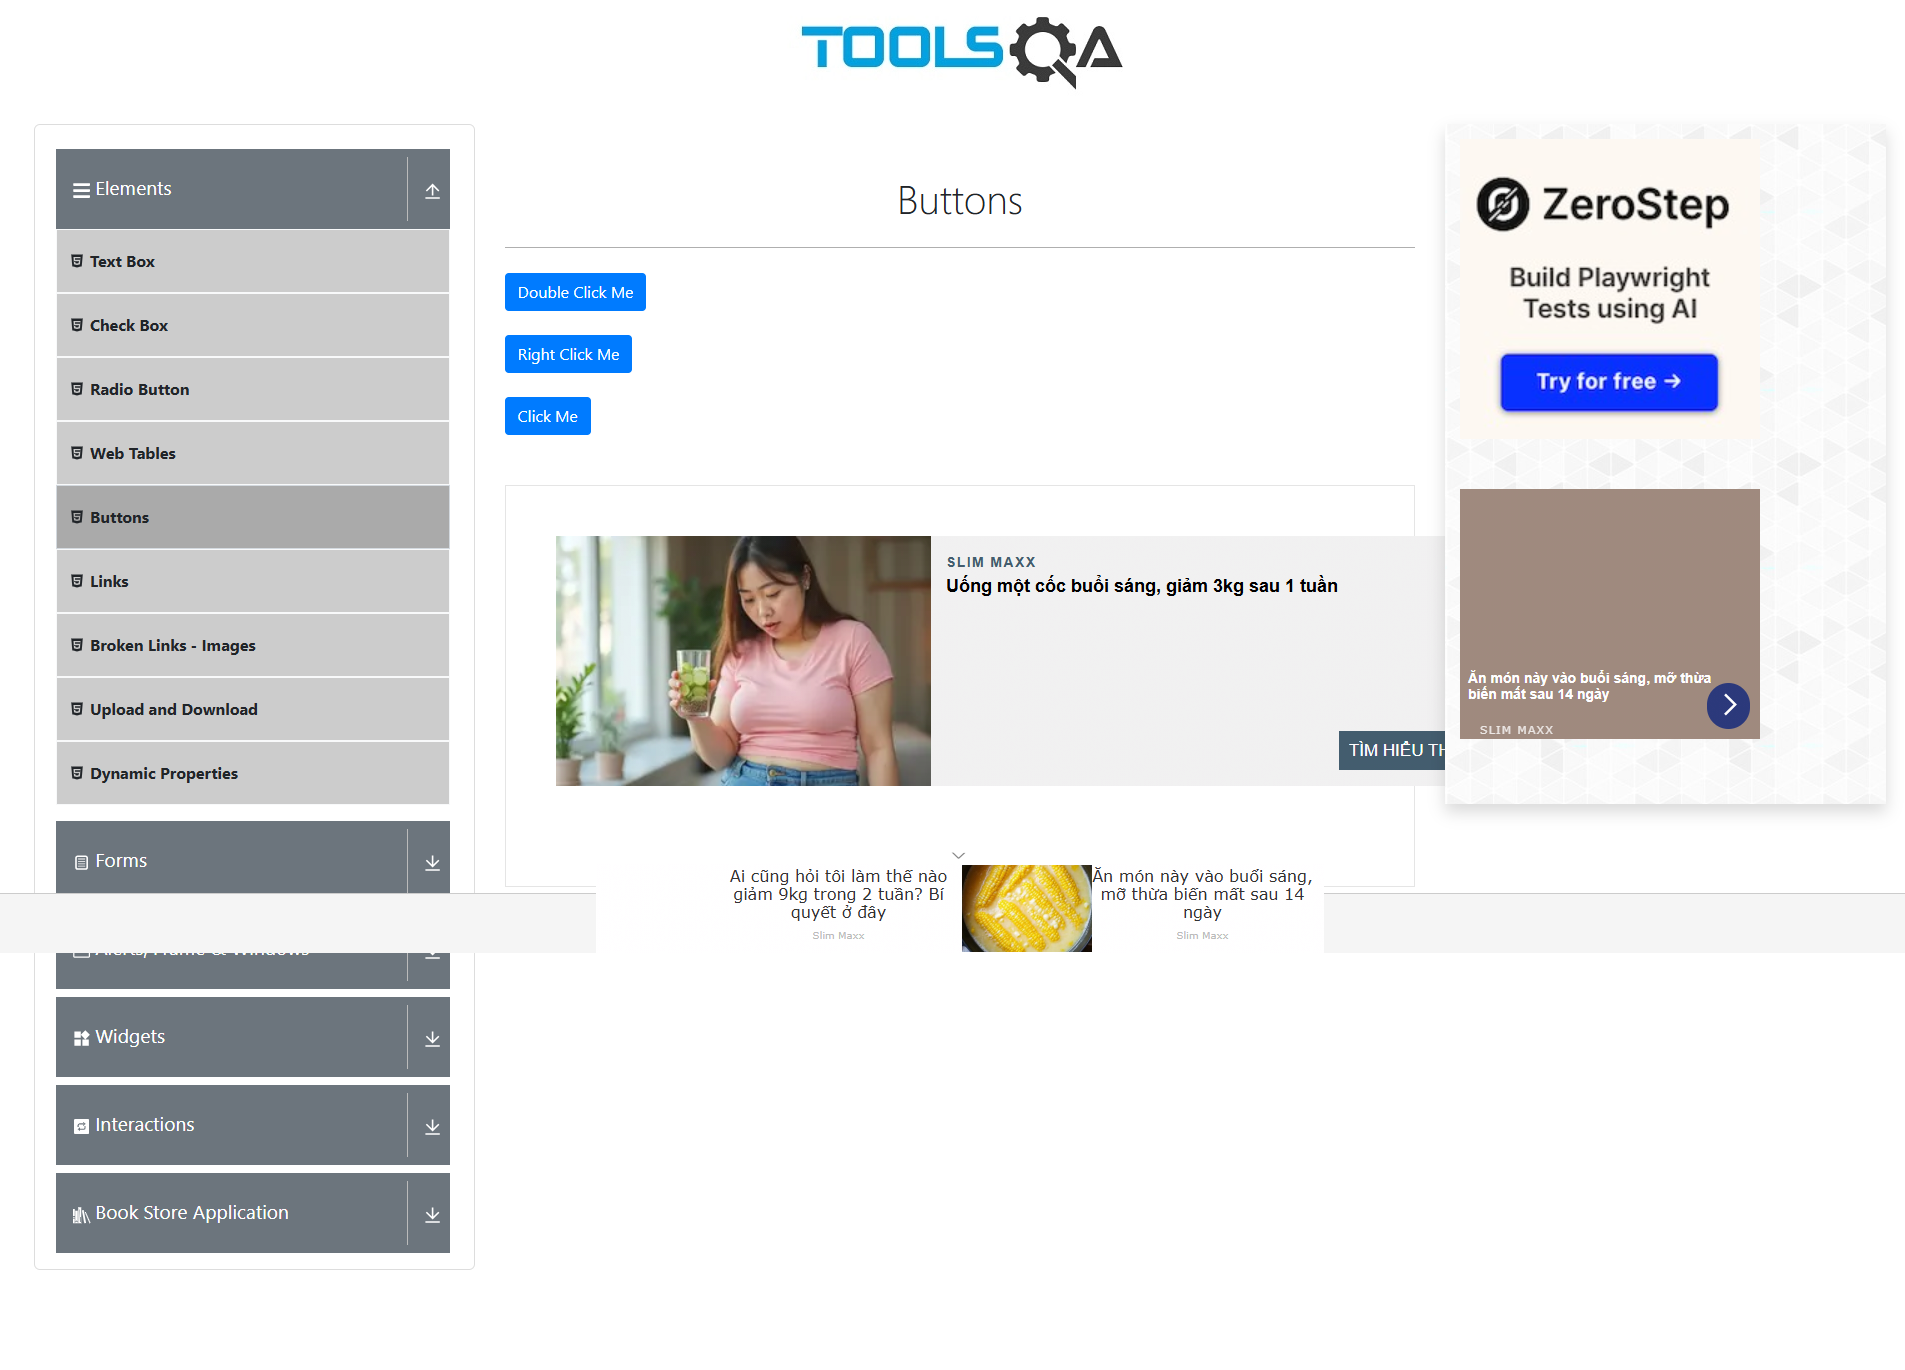 TOOLSQA
Elements
Text Box
Check Box
Radio Button
Web Tables
Buttons
Links
Broken Links - Images
Upload and Download
Dynamic Properties
Forms
Widgets
Interactions
Book Store Application
Buttons
Double Click Me
Right Click Me
Click Me
SLIM MAXX
Uống một cốc buổi sáng, giảm 3kg sau 1 tuần
TÌM HIỂU TH
Ai cũng hỏi tôi làm thế nào
giảm 9kg trong 2 tuần? Bí
quyết ở đây
Slim Maxx
Ăn món này vào buổi sáng,
mỡ thừa biến mất sau 14
ngày
Slim Maxx
ZeroStep
Build Playwright
Tests using AI
Try for free →
Ăn món này vào buổi sáng, mỡ thừa
biến mất sau 14 ngày
SLIM MAXX